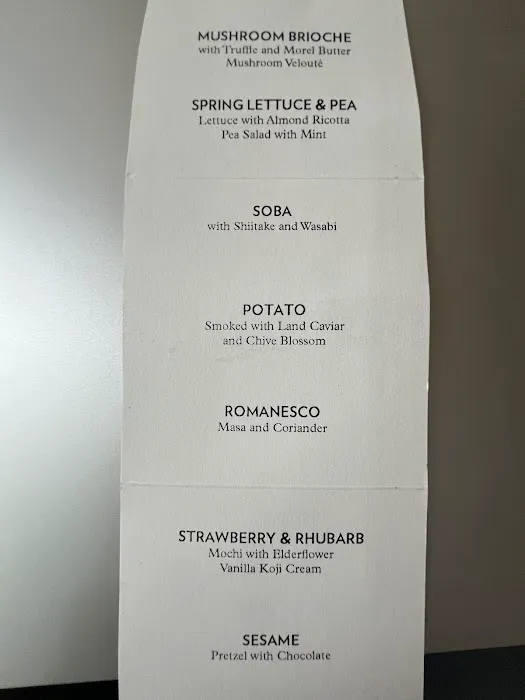 MUSHROOM BRIOCHE
with Truffle and Morel Butter
Mushroom Velouté
SPRING LETTUCE & PEA
Lettuce with Almond Ricotta
Pea Salad with Mint
SOBA
with Shiitake and Wasabi
POTATO
Smoked with Land Caviar
and Chive Blossom
ROMANESCO
Masa and Coriander
STRAWBERRY & RHUBARB
Mochi with Elderflower
Vanilla Koji Cream
SESAME
Pretzel with Chocolate